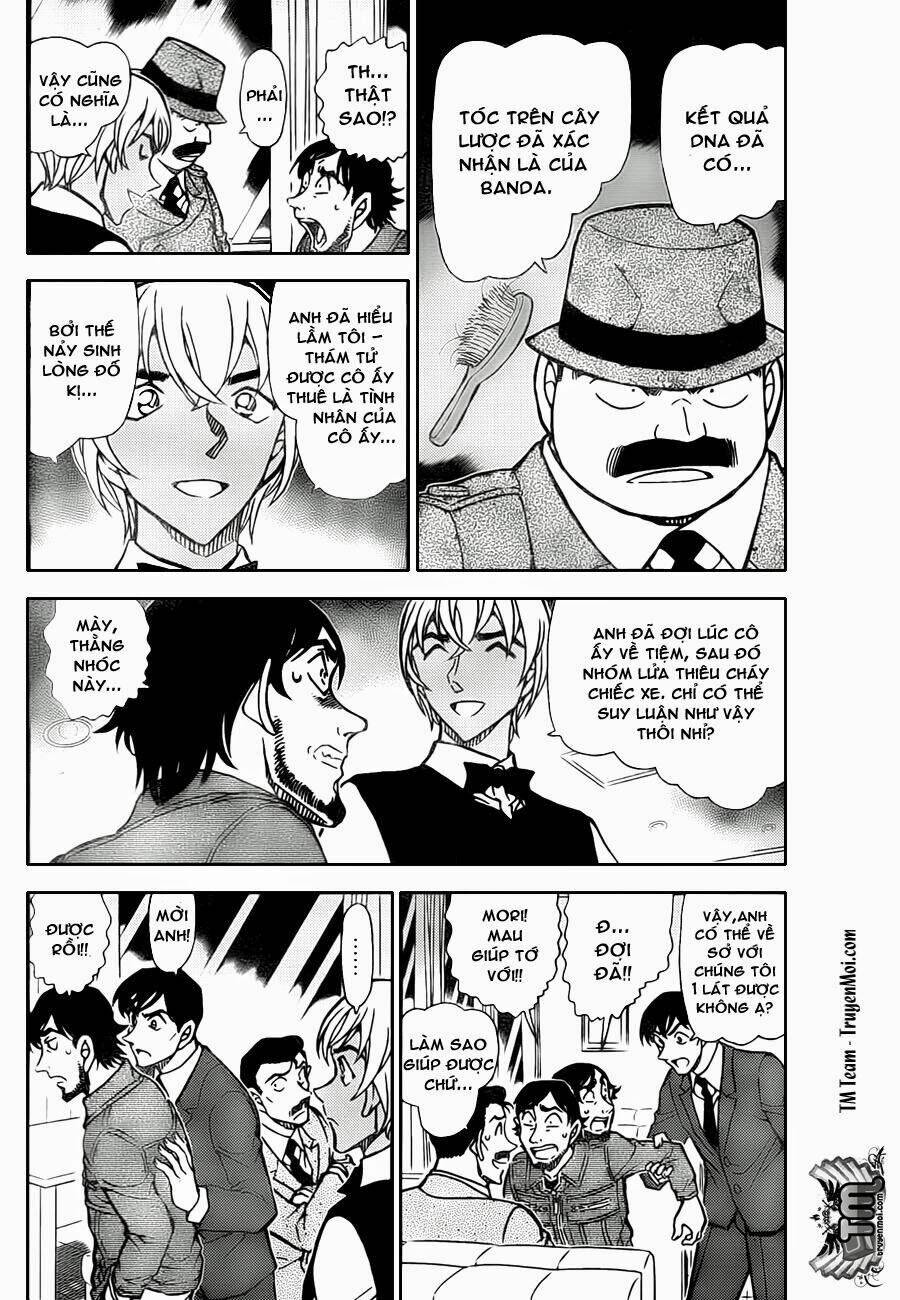 KẾT QUẢ
DNA ĐÃ
CÓ...
TÓC TRÊN CÂY
LƯỢC ĐÃ XÁC
NHẬN LÀ CỦA
BANDA.
TH...
THẬT
SAO!?
PHẢI
...
VẬY CŨNG
CÓ NGHĨA
LÀ...
ANH ĐÃ HIỂU
LẦM TÔI –
THÁM TỬ
ĐƯỢC CÔ ẤY
THUÊ LÀ TÌNH
NHÂN CỦA
CÔ ẤY...
BỞI THẾ
NẢY SINH
LÒNG ĐỐ
KỊ...
ANH ĐÃ ĐỢI LÚC CÔ
ẤY VỀ TIỆM, SAU ĐÓ
NHÓM LỬA THIÊU CHÁY
CHIẾC XE. CHỈ CÓ THỂ
SUY LUẬN NHƯ VẬY
THÔI NHỈ?
MÀY,
THẰNG
NHÓC
NÀY...
VẬY,ANH
CÓ THỂ VỀ
SỞ VỚI
CHÚNG TÔI
1 LÁT ĐƯỢC
KHÔNG Ạ?
Đ...
ĐỢI
ĐÃ!!
MORI!
MAU
GIÚP TỚ
VỚI!!
LÀM SAO
GIÚP ĐƯỢC
CHỨ...
......
MỜI
ANH!
ĐƯỢC
RỒI!!
TM Team - TruyenMoi.com
TM
truyenmoi.com